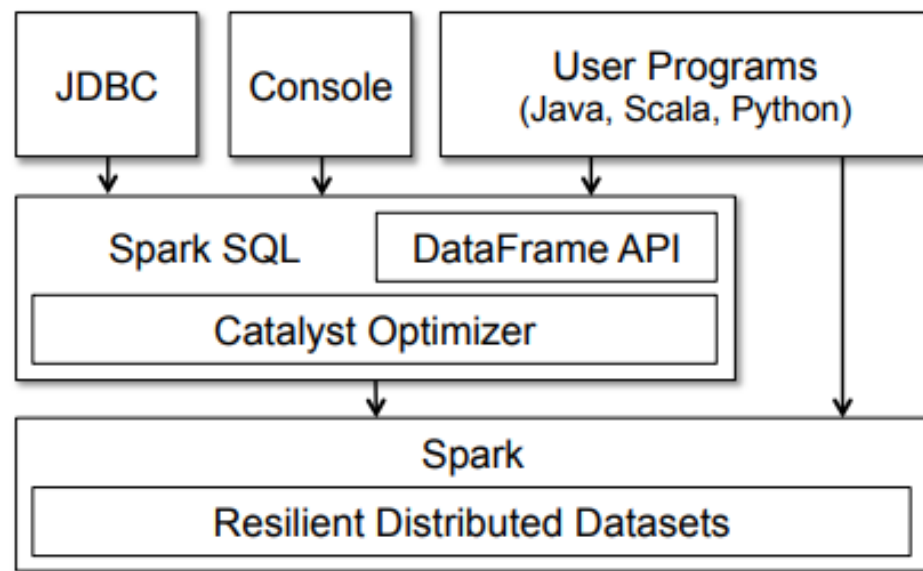 JDBC
Console
User Programs
(Java, Scala, Python)
Spark SQL
DataFrame API
Catalyst Optimizer
Spark
Resilient Distributed Datasets